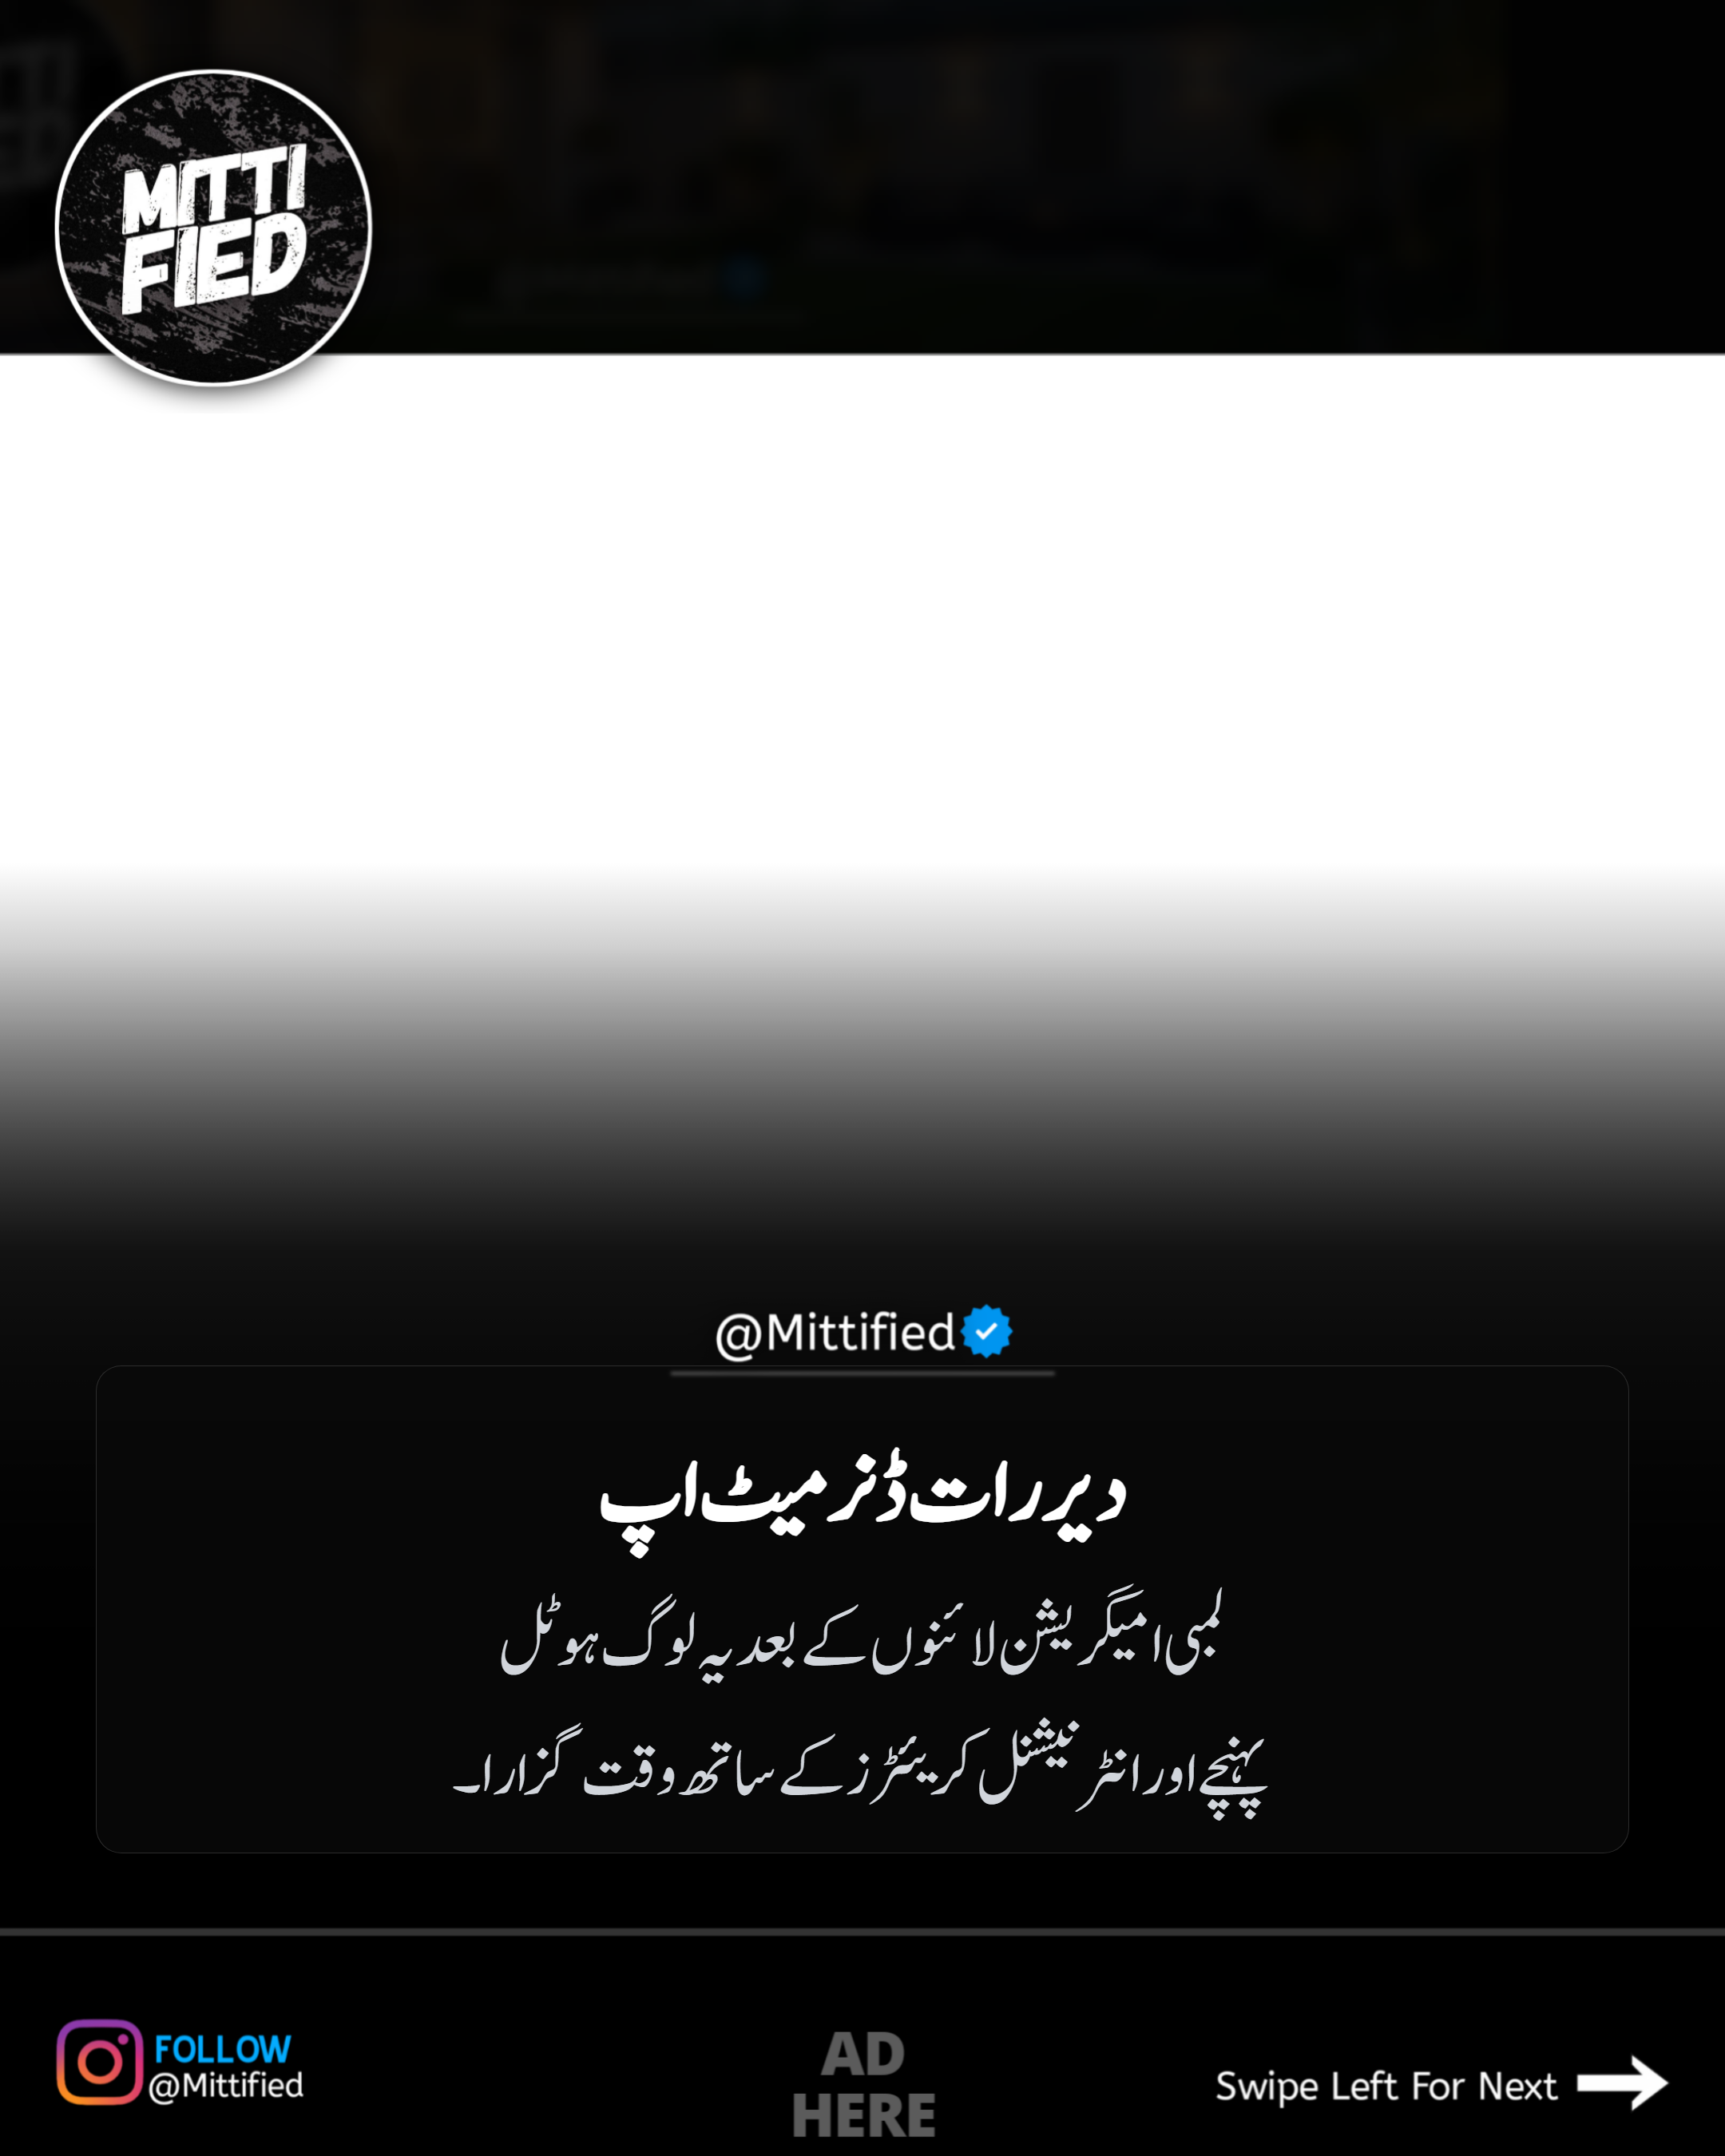 MITTI
FIED
@Mittified
دیر رات ڈنر میٹ اپ
لمبی امیگریشن لائنوں کے بعد یہ لوگ ہوٹل
پہنچے اور انٹرنیشنل کریئٹرز کے ساتھ وقت گزارا۔
FOLLOW
@Mittified
AD
HERE
Swipe Left For Next